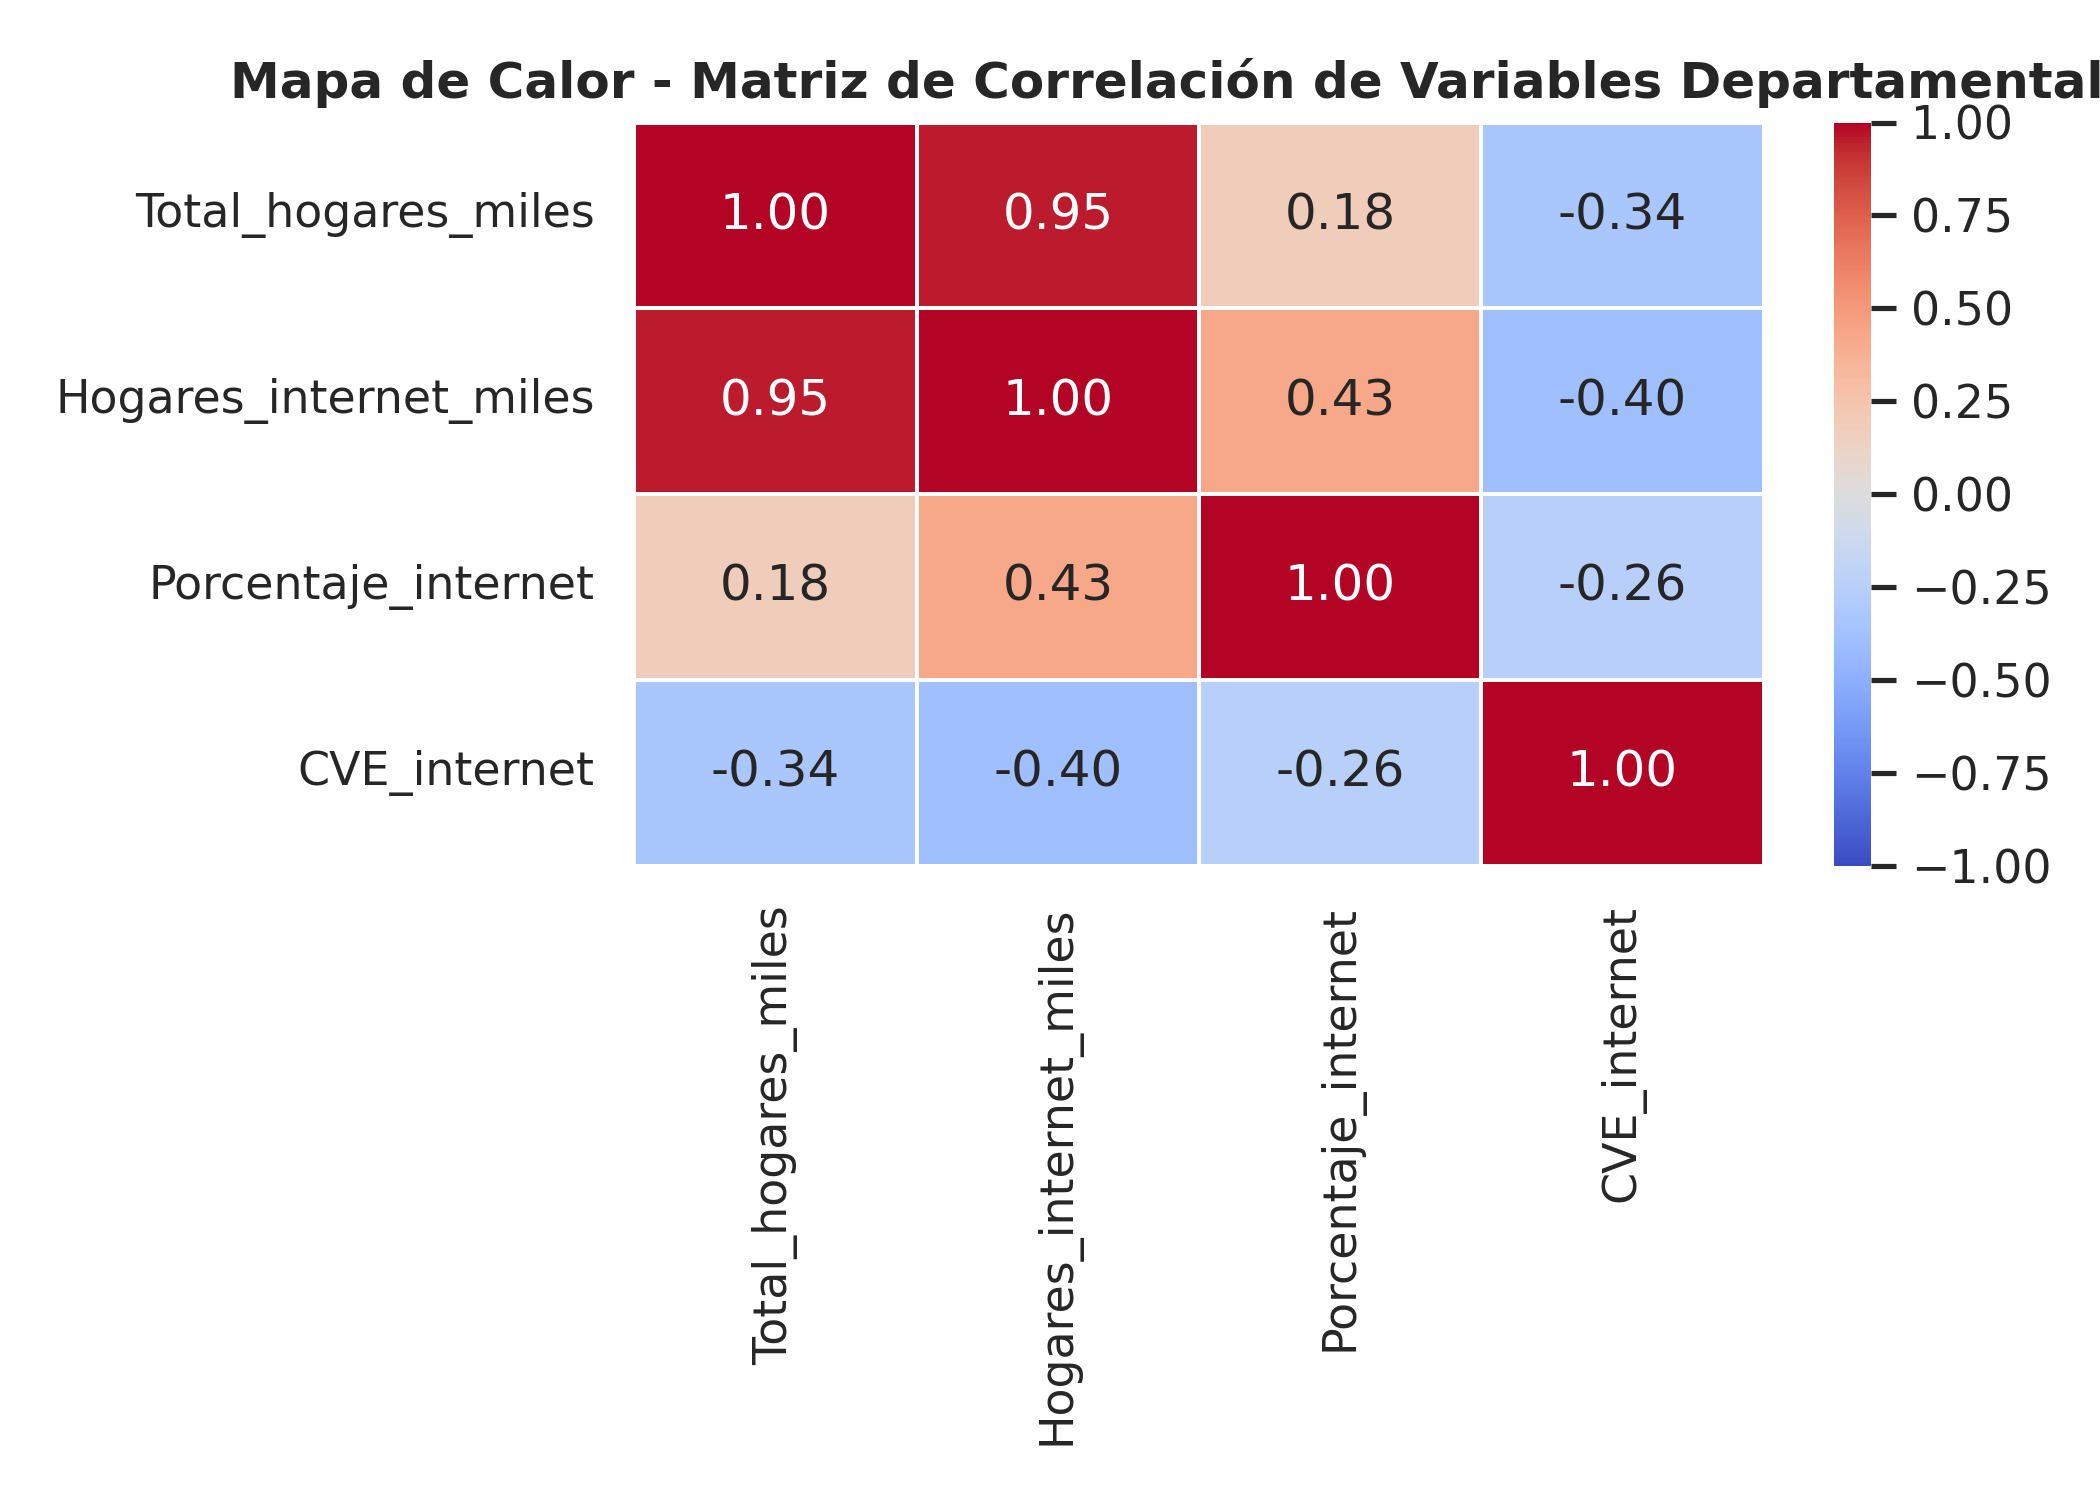 Mapa de Calor - Matriz de Correlación de Variables Departamental
Total_hogares_miles 1.00 0.95 0.18 -0.34
Hogares_internet_miles 0.95 1.00 0.43 -0.40
Porcentaje_internet 0.18 0.43 1.00 -0.26
CVE_internet -0.34 -0.40 -0.26 1.00
Total_hogares_miles
Hogares_internet_miles
Porcentaje_internet
CVE_internet
1.00
0.75
0.50
0.25
0.00
−0.25
−0.50
−0.75
−1.00